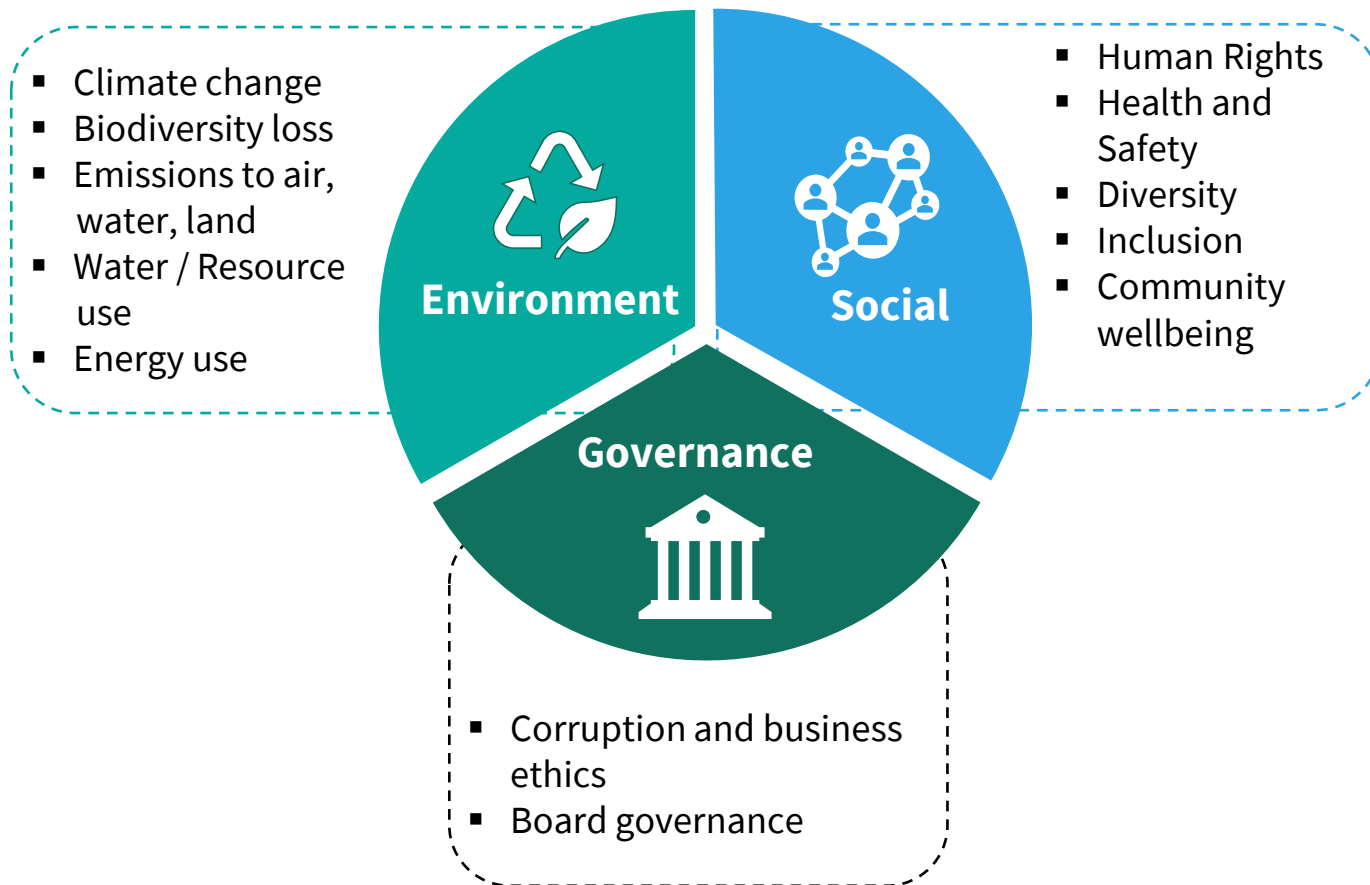 ▪ Climate change
▪ Biodiversity loss
▪ Emissions to air,
water, land
▪ Water / Resource
use
▪ Energy use
Environment
Social
▪ Human Rights
▪ Health and
Safety
▪ Diversity
▪ Inclusion
▪ Community
wellbeing
Governance
▪ Corruption and business
ethics
▪ Board governance